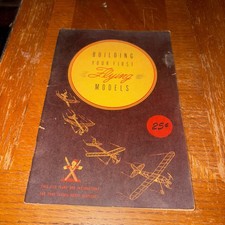 BUILDING
YOUR FIRST
Flying
MODELS
25¢